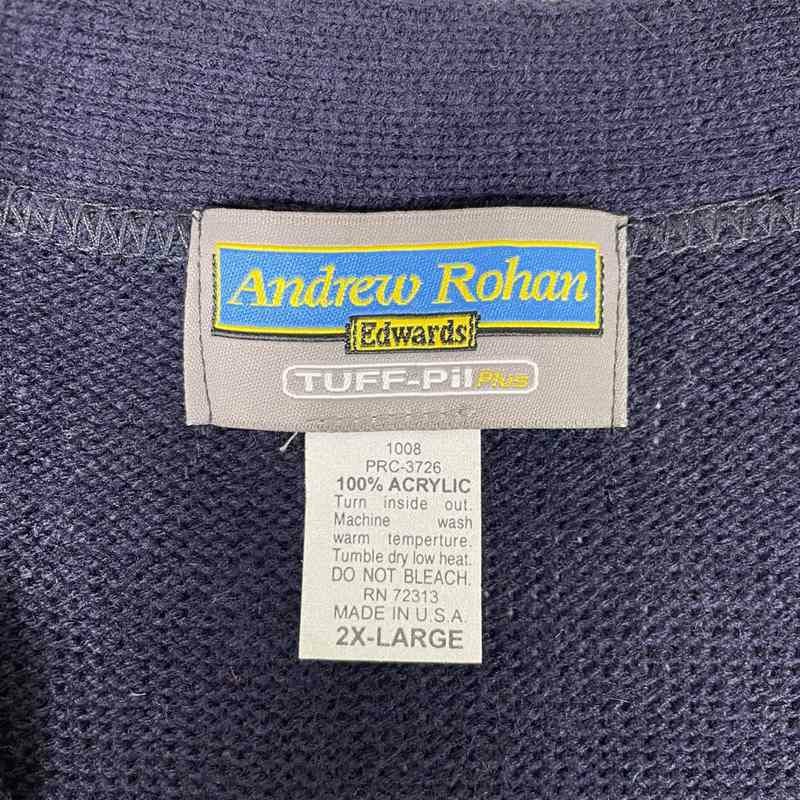 Andrew Rohan
Edwards
TUFF-Pil Plus
1008
PRC-3726
100% ACRYLIC
Turn inside out.
Machine wash
warm temperture.
Tumble dry low heat.
DO NOT BLEACH.
RN 72313
MADE IN U.S.A.
2X-LARGE